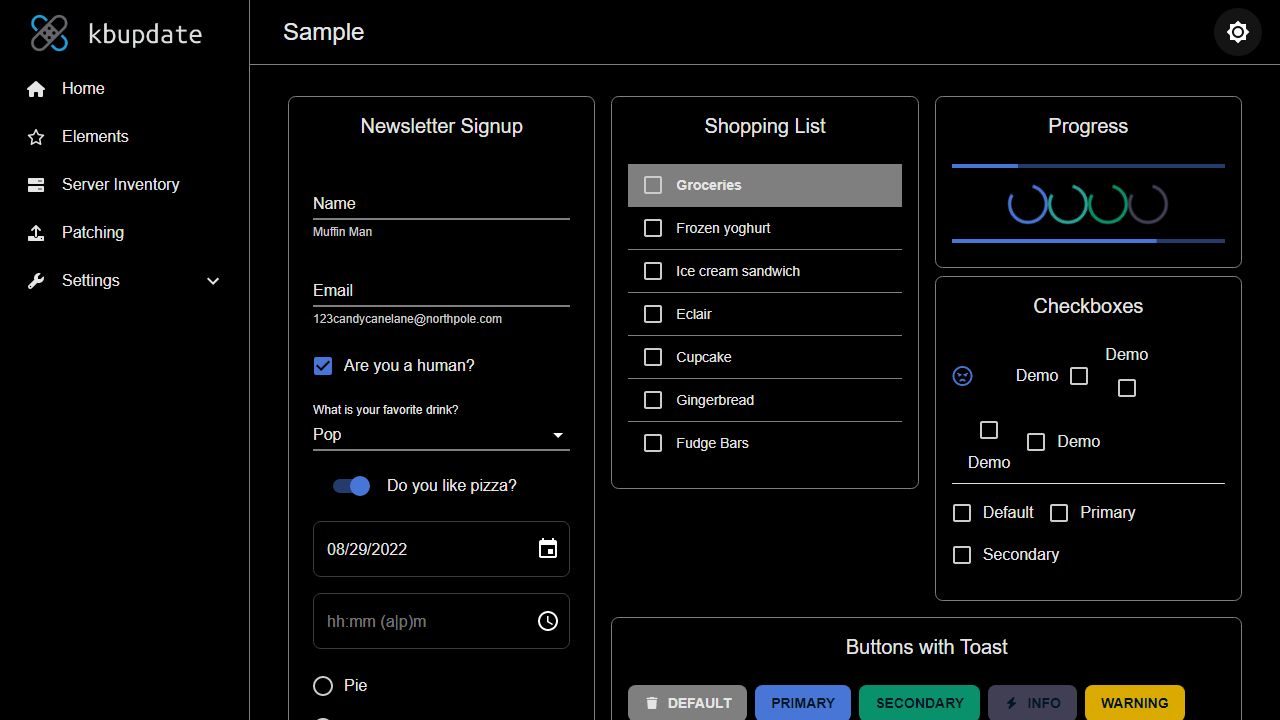 kbupdate
Sample
Home
Elements
Server Inventory
Patching
Settings
Newsletter Signup
Name
Muffin Man
Email
123candycanelane@northpole.com
Are you a human?
What is your favorite drink?
Pop
Do you like pizza?
08/29/2022
hh:mm (a|p)m
Pie
Shopping List
Groceries
Frozen yoghurt
Ice cream sandwich
Eclair
Cupcake
Gingerbread
Fudge Bars
Progress
Checkboxes
Demo
Demo
Demo
Demo
Default Primary
Secondary
Buttons with Toast
DEFAULT PRIMARY SECONDARY INFO WARNING